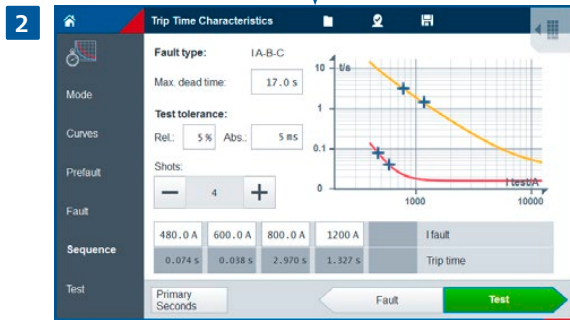 2
Trip Time Characteristics
Mode
Curves
Prefault
Fault
Sequence
Test
Fault type: IA-B-C
Max. dead time: 17.0 s
Test tolerance:
Rel.: 5 % Abs.: 5 ms
Shots:
4
10 t/s
1
0.1
0
I test/A
1000 10000
480.0 A 600.0 A 800.0 A 1200 A I fault
0.074 s 0.038 s 2.970 s 1.327 s Trip time
Primary
Seconds
Fault
Test